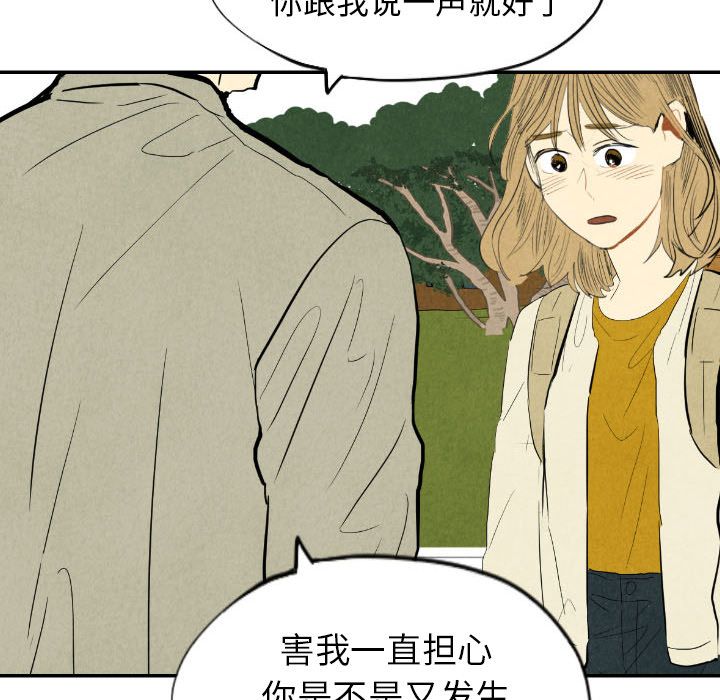 你跟我说一声就好了
害我一直担心
你是不是又发生